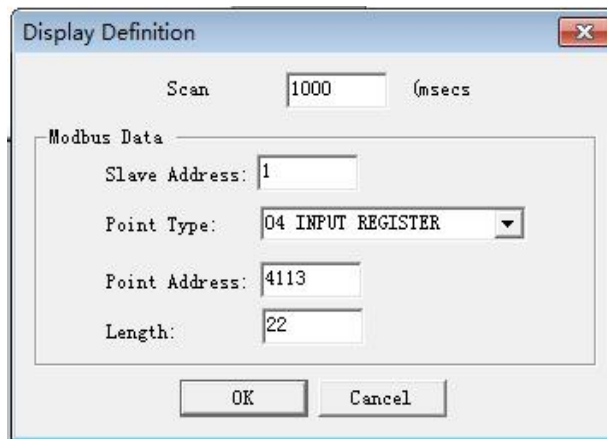 Display Definition
Scan 1000 (msecs
Modbus Data
Slave Address: 1
Point Type: 04 INPUT REGISTER
Point Address: 4113
Length: 22
OK Cancel